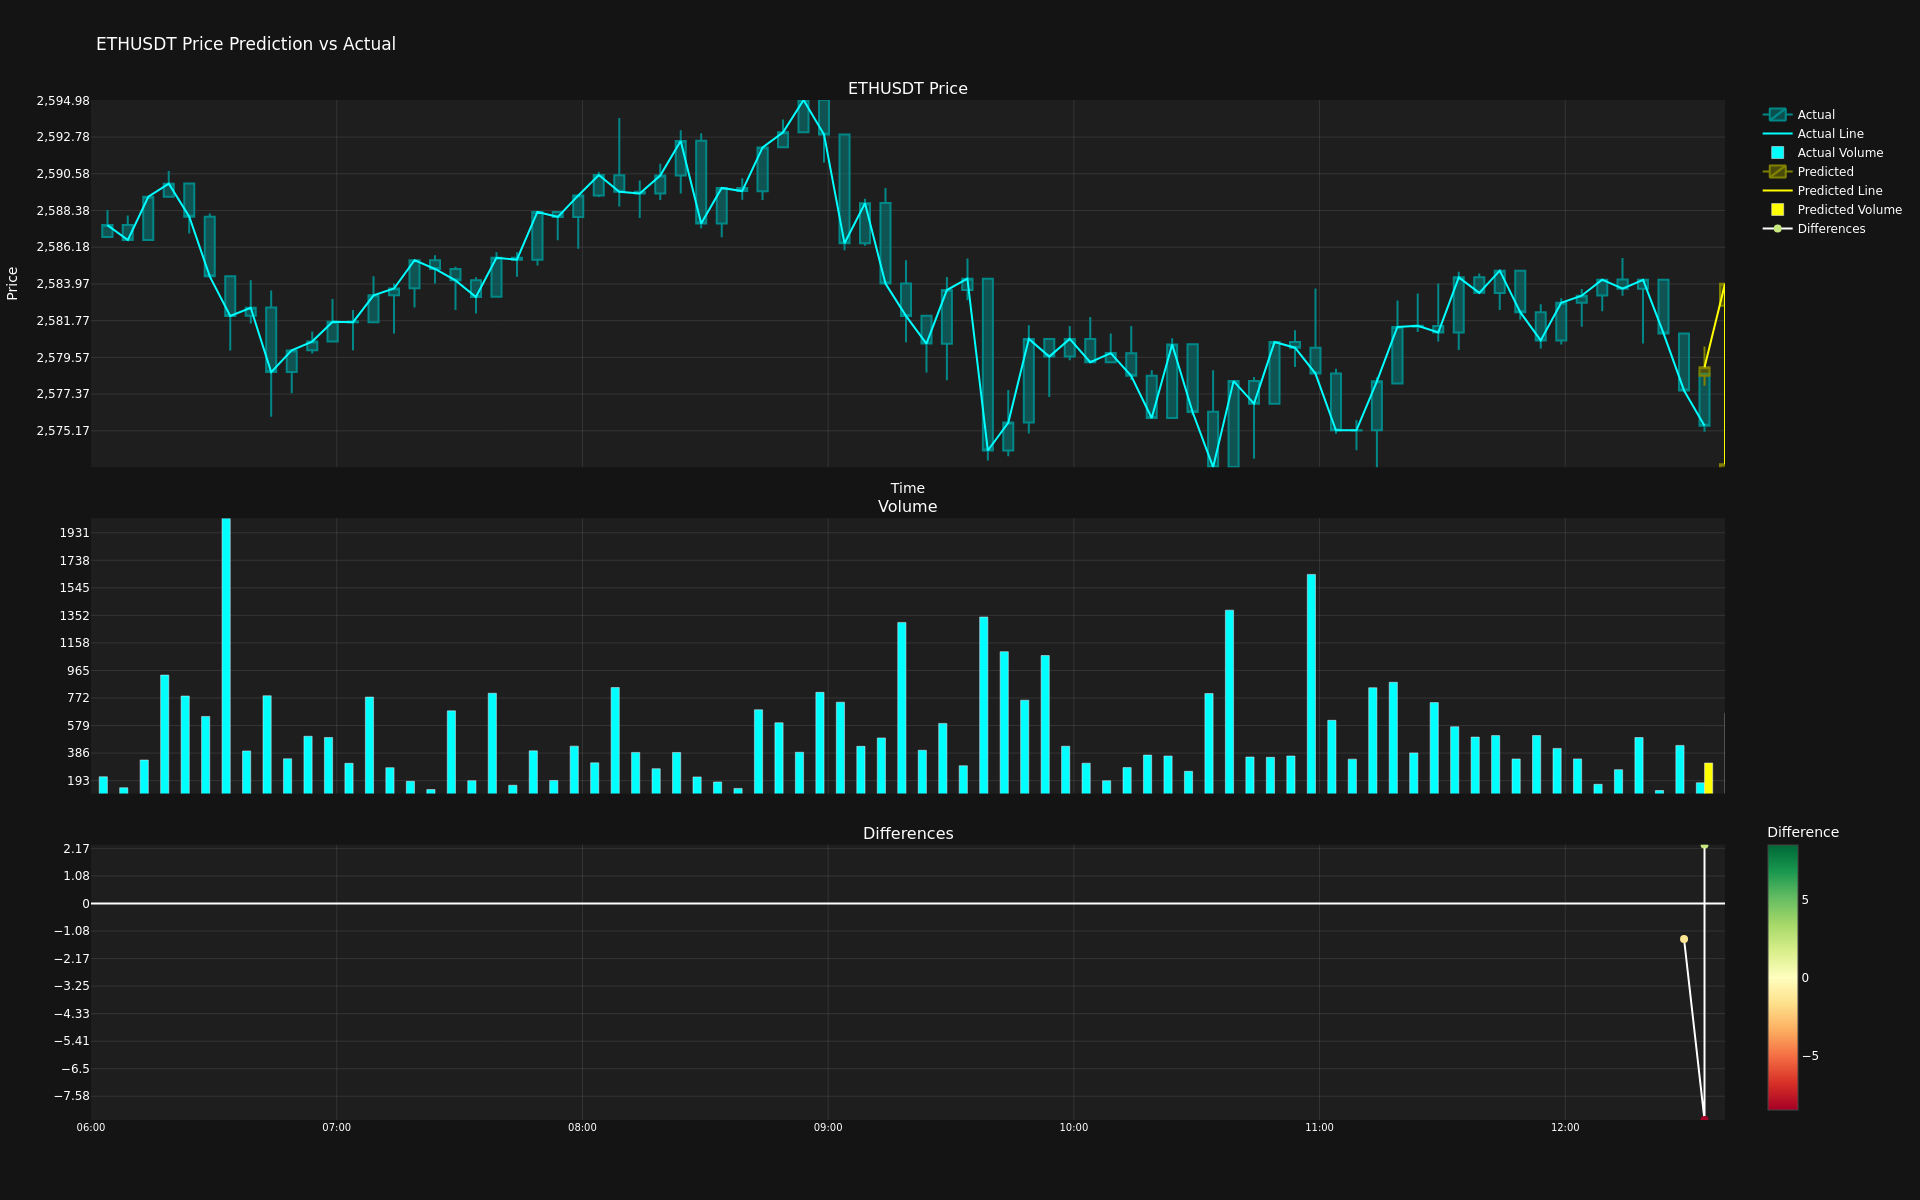 ETHUSDT Price Prediction vs Actual
ETHUSDT Price
2,594.98
2,592.78
2,590.58
2,588.38
2,586.18
2,583.97
2,581.77
2,579.57
2,577.37
2,575.17
Price
Time
Actual
Actual Line
Actual Volume
Predicted
Predicted Line
Predicted Volume
Differences
Volume
1931
1738
1545
1352
1158
965
772
579
386
193
Differences
2.17
1.08
0
−1.08
−2.17
−3.25
−4.33
−5.41
−6.5
−7.58
06:00 07:00 08:00 09:00 10:00 11:00 12:00
Difference
5
0
−5